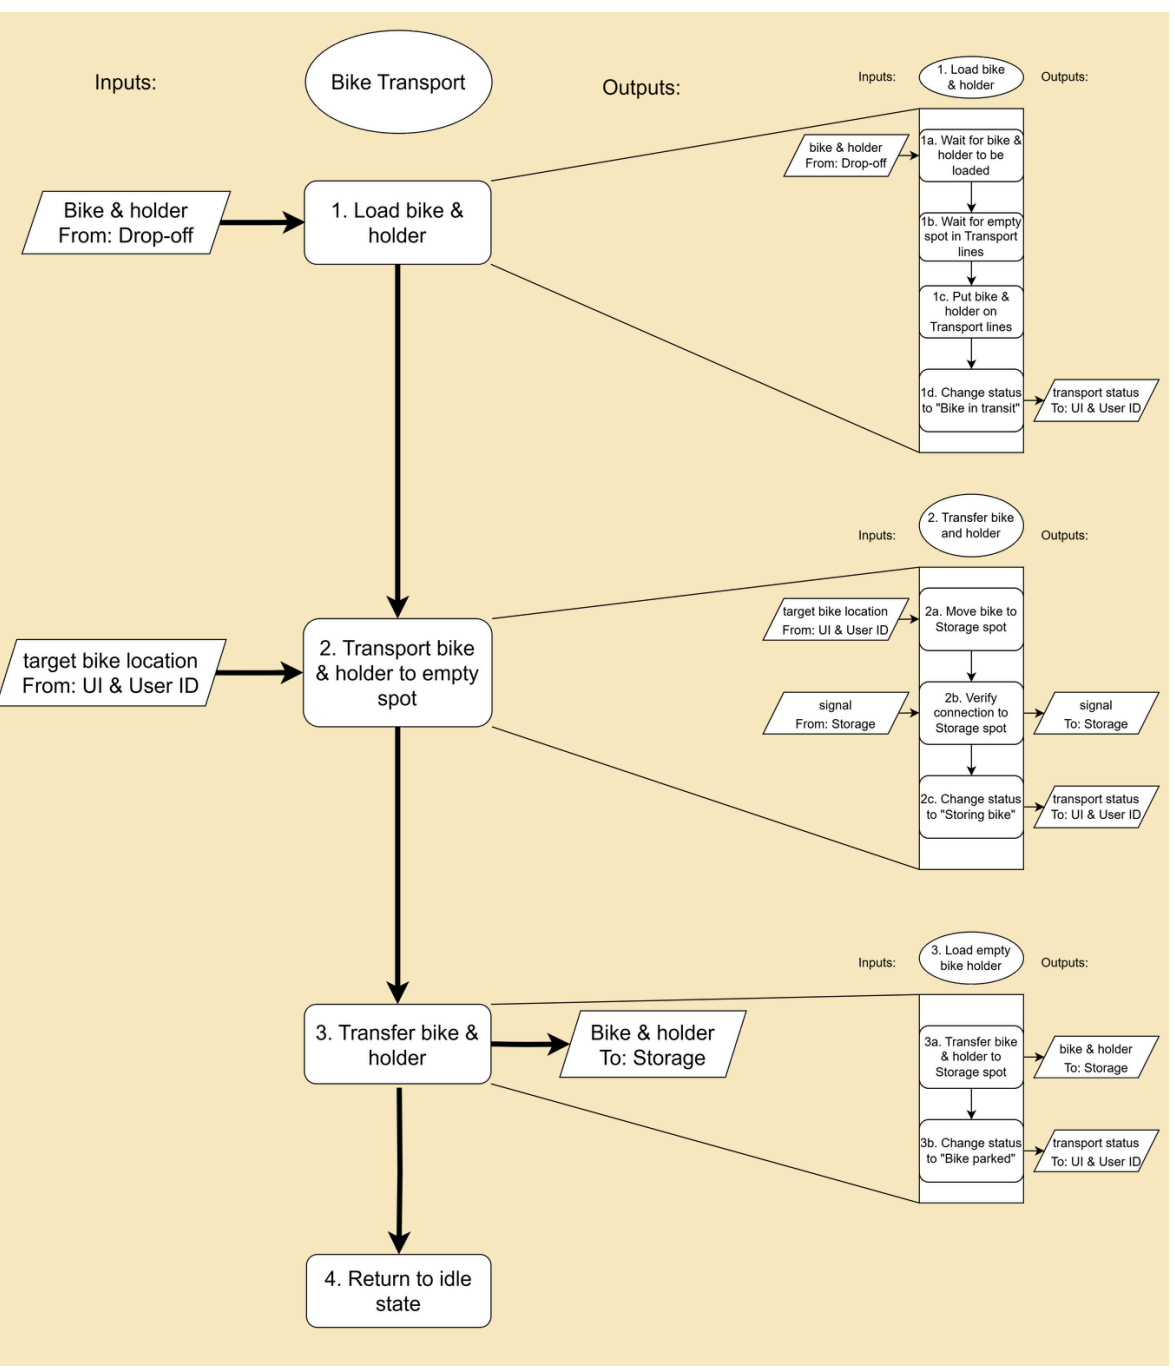 Inputs:
Bike Transport
Outputs:
Bike & holder
From: Drop-off
1. Load bike &
holder
target bike location
From: UI & User ID
2. Transport bike
& holder to empty
spot
3. Transfer bike &
holder
Bike & holder
To: Storage
4. Return to idle
state
Inputs:
1. Load bike
& holder
Outputs:
bike & holder
From: Drop-off
1a. Wait for bike &
holder to be
loaded
1b. Wait for empty
spot in Transport
lines
1c. Put bike &
holder on
Transport lines
1d. Change status
to "Bike in transit"
transport status
To: UI & User ID
Inputs:
2. Transfer bike
and holder
Outputs:
target bike location
From: UI & User ID
2a. Move bike to
Storage spot
signal
From: Storage
2b. Verify
connection to
Storage spot
signal
To: Storage
2c. Change status
to "Storing bike"
transport status
To: UI & User ID
Inputs:
3. Load empty
bike holder
Outputs:
3a. Transfer bike
& holder to
Storage spot
bike & holder
To: Storage
3b. Change status
to "Bike parked"
transport status
To: UI & User ID